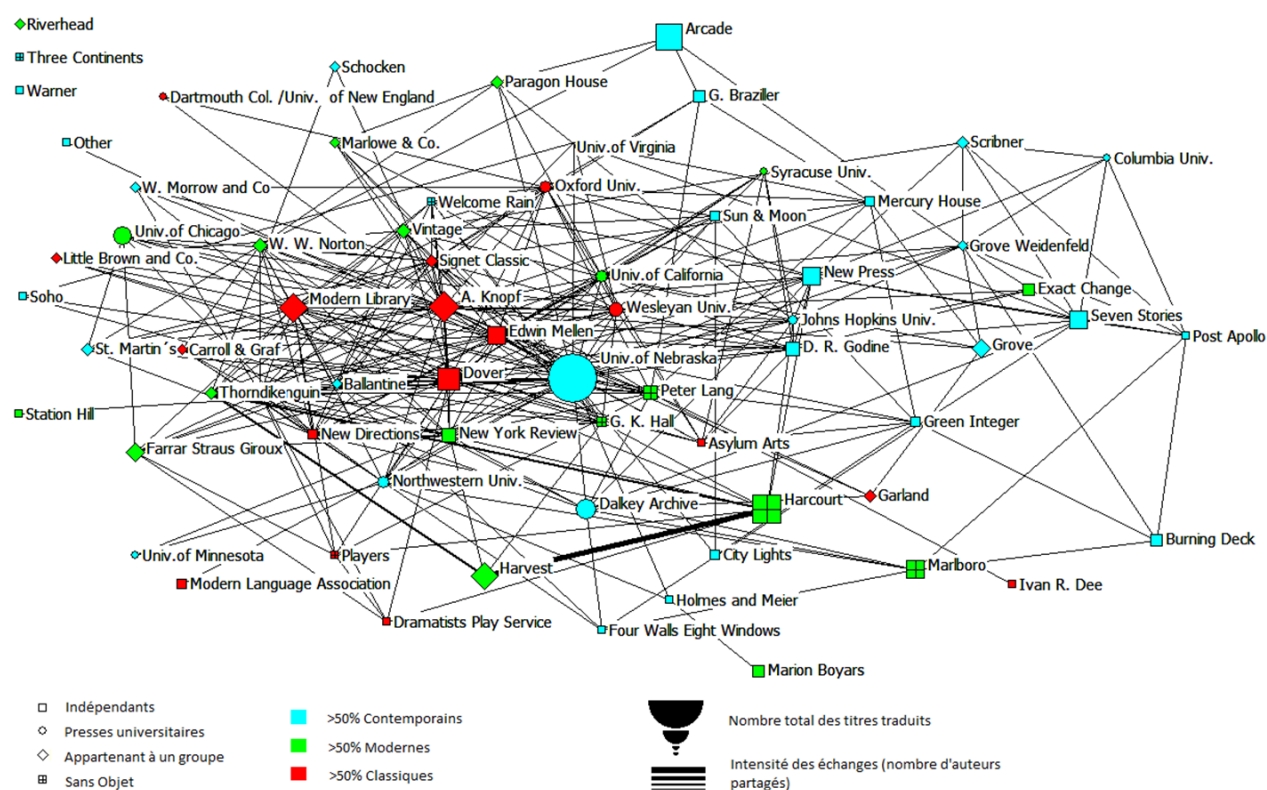 Riverhead
Three Continents
Warner
Arcade
Schocken
Paragon House
G. Braziller
Dartmouth Col. /Univ. of New England
Other
Marlowe & Co.
Univ.of Virginia
Scribner
Columbia Univ.
Syracuse Univ.
W. Morrow and Co
Oxford Univ.
Welcome Rain
Mercury House
Sun & Moon
Univ.of Chicago
Vintage
W. W. Norton
Grove Weidenfeld
Little Brown and Co.
Signet Classic
Univ.of California
New Press
Soho
Modern Library
A. Knopf
Exact Change
Wesleyan Univ.
Johns Hopkins Univ.
Seven Stories
Edwin Mellen
Post Apollo
St. Martin´s
Carroll & Graf
Univ.of Nebraska
D. R. Godine
Grove
Dover
Ballantine
Thorndikenguin
Peter Lang
Station Hill
G. K. Hall
Green Integer
New Directions
New York Review
Asylum Arts
Farrar Straus Giroux
Northwestern Univ.
Dalkey Archive
Harcourt
Garland
Univ.of Minnesota
Players
City Lights
Burning Deck
Harvest
Marlboro
Modern Language Association
Ivan R. Dee
Holmes and Meier
Dramatists Play Service
Four Walls Eight Windows
Marion Boyars
Indépendants
Presses universitaires
Appartenant à un groupe
Sans Objet
>50% Contemporains
>50% Modernes
>50% Classiques
Nombre total des titres traduits
Intensité des échanges (nombre d'auteurs
partagés)